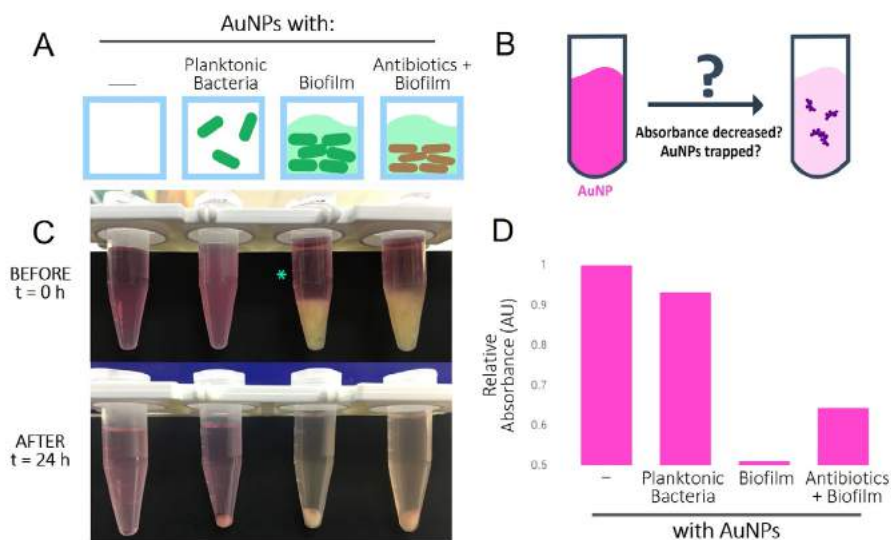 A
AuNPs with:
—
Planktonic
Bacteria
Biofilm
Antibiotics +
Biofilm
B
?
Absorbance decreased?
AuNPs trapped?
AuNP
C
BEFORE
t = 0 h
*
AFTER
t = 24 h
D
Relative
Absorbance (AU)
1
0.9
0.8
0.7
0.6
0.5
–
Planktonic
Bacteria
Biofilm
Antibiotics
+ Biofilm
with AuNPs